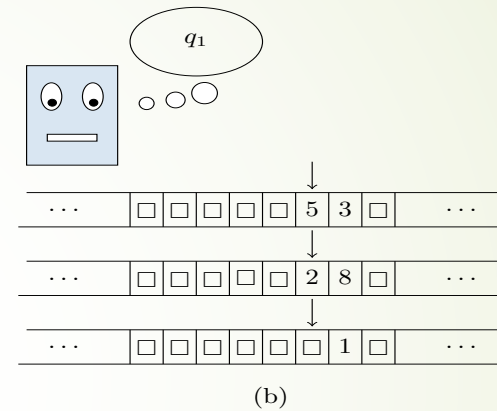 q₁
··· □ □ □ □ □ 5 3 □ ···
··· □ □ □ □ □ 2 8 □ ···
··· □ □ □ □ □ □ 1 □ ···
(b)